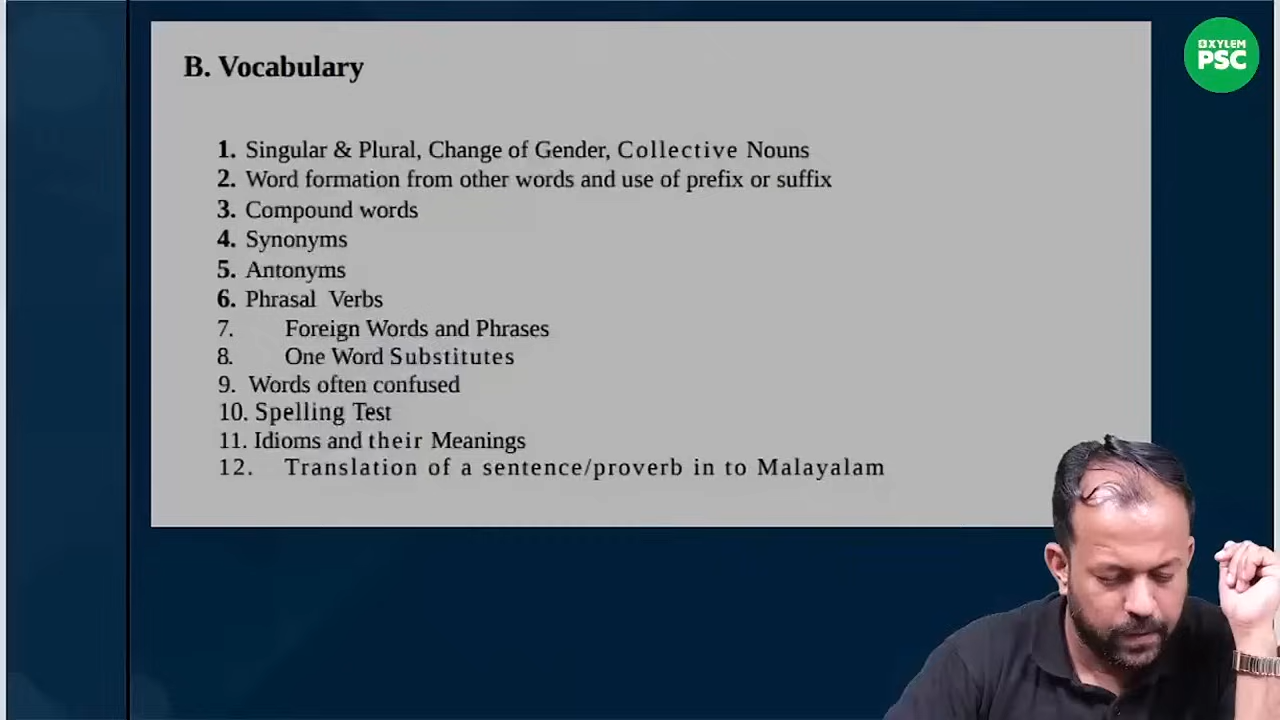 XYLEM
PSC
B. Vocabulary
1. Singular & Plural, Change of Gender, Collective Nouns
2. Word formation from other words and use of prefix or suffix
3. Compound words
4. Synonyms
5. Antonyms
6. Phrasal Verbs
7. Foreign Words and Phrases
8. One Word Substitutes
9. Words often confused
10. Spelling Test
11. Idioms and their Meanings
12. Translation of a sentence/proverb in to Malayalam